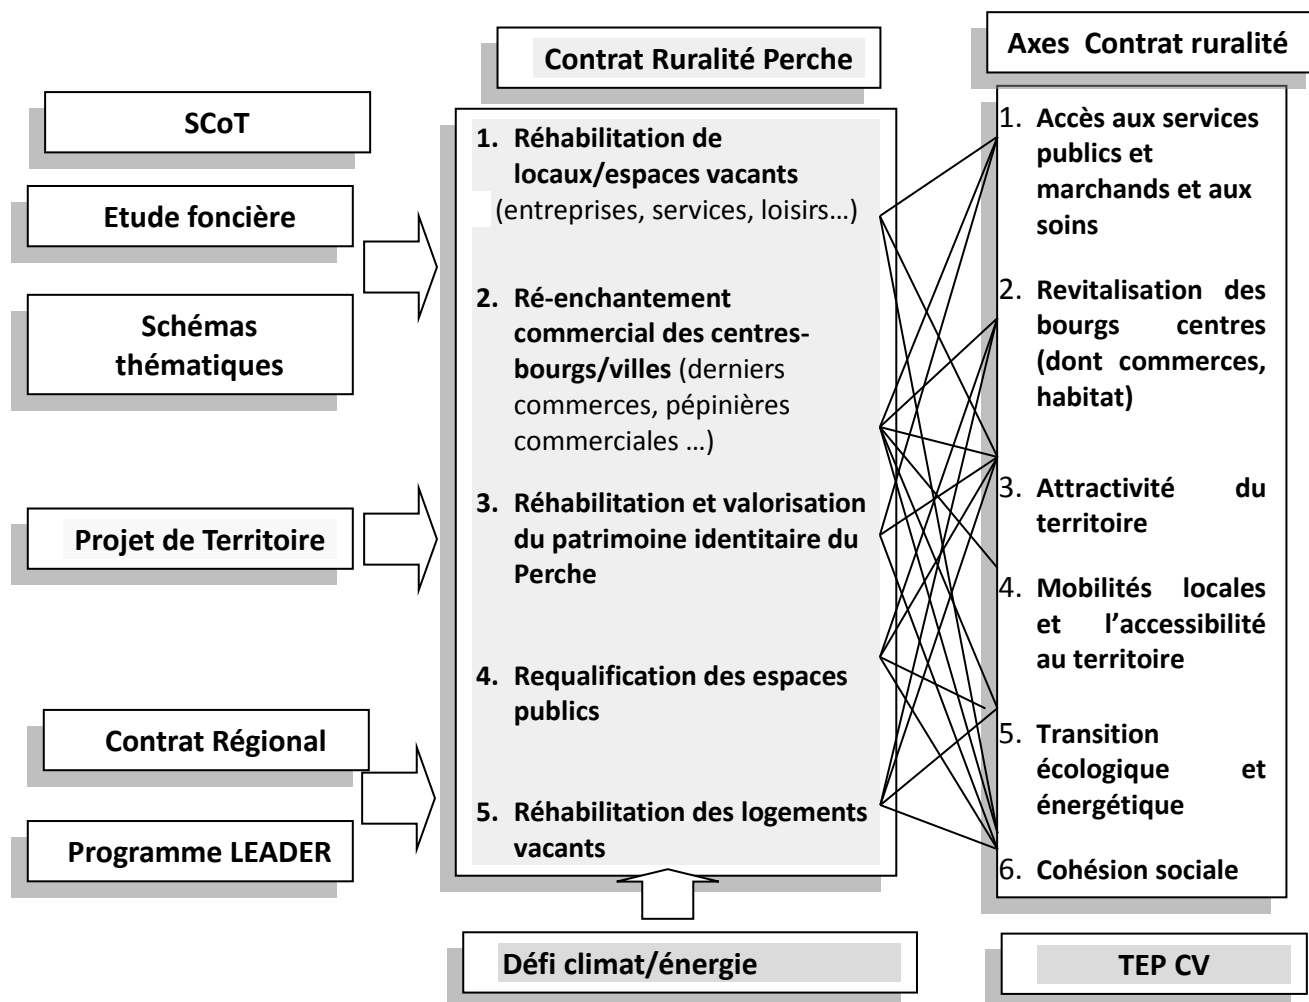 SCoT
Etude foncière
Schémas
thématiques
Projet de Territoire
Contrat Régional
Programme LEADER
Contrat Ruralité Perche
1. Réhabilitation de
locaux/espaces vacants
(entreprises, services, loisirs…)
2. Ré-enchantement
commercial des centres-
bourgs/villes (derniers
commerces, pépinières
commerciales …)
3. Réhabilitation et valorisation
du patrimoine identitaire du
Perche
4. Requalification des espaces
publics
5. Réhabilitation des logements
vacants
Défi climat/énergie
Axes Contrat ruralité
1. Accès aux services
publics et
marchands et aux
soins
2. Revitalisation des
bourgs centres
(dont commerces,
habitat)
3. Attractivité du
territoire
4. Mobilités locales
et l’accessibilité
au territoire
5. Transition
écologique et
énergétique
6. Cohésion sociale
TEP CV